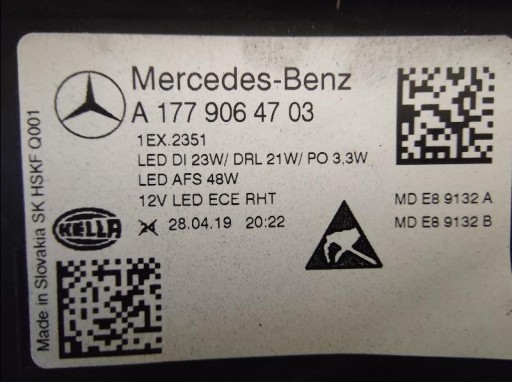 Mercedes-Benz
A 177 906 47 03
1EX.2351
LED DI 23W/ DRL 21W/ PO 3,3W
LED AFS 48W
12V LED ECE RHT
28.04.19 20:22
MD E8 9132 A
MD E8 9132 B
HELLA
Made in Slovakia SK HSKF Q001